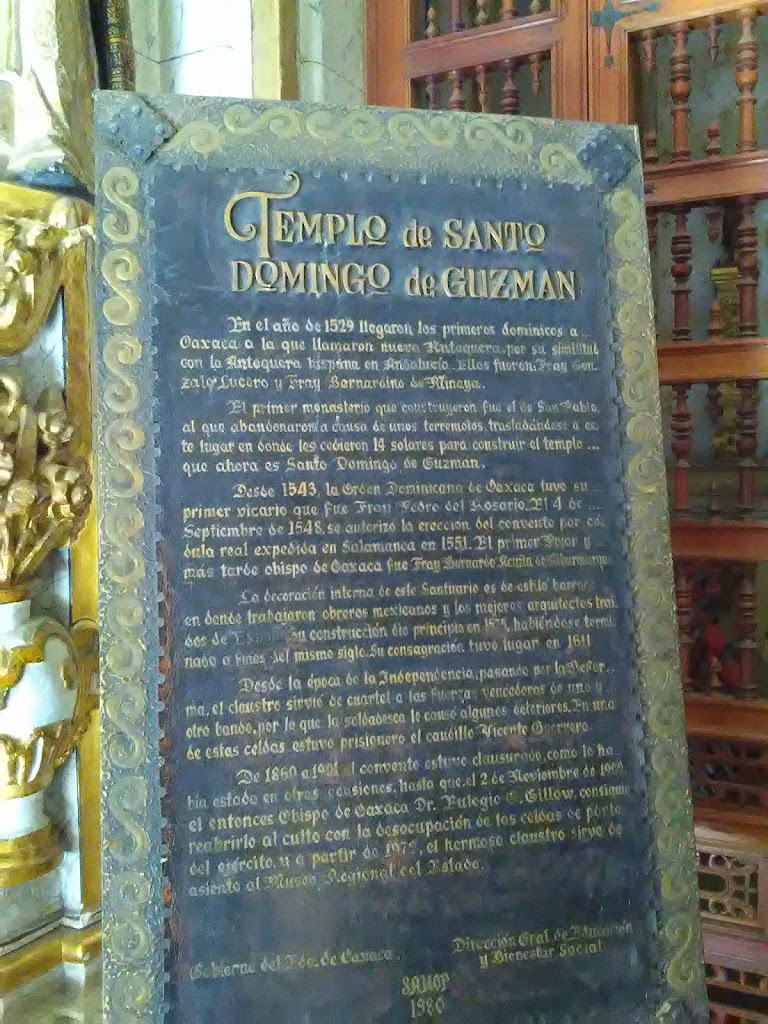 TEMPLO de SANTO
DOMINGO de GUZMAN
En el año de 1529 llegaron los primeros dominicos a ...
Oaxaca a la que llamaron nueva Antequera, por su similitud
con la Antequera hispana en Andalucía. Ellos fueron: Fray Gon-
zalo Lucero y Fray Bernardino de Minaya.
El primer monasterio que construyeron fue el de San Pablo,
al que abandonaron a causa de unos terremotos, trasladándose a es-
te lugar en donde les cedieron 14 solares para construir el templo ...
que ahora es Santo Domingo de Guzmán.
Desde 1543, la Orden Dominicana de Oaxaca tuvo su ...
primer vicario que fue Fray Pedro del Rosario. El 4 de ...
Septiembre de 1548, se autorizó la erección del convento por cé-
dula real expedida en Salamanca en 1551. El primer Prior y
más tarde obispo de Oaxaca fue Fray Bernardo de Alburquerque
La decoración interna de este Santuario es de estilo barroco
en donde trabajaron obreros mexicanos y los mejores arquitectos traí-
dos de España. Su construcción dio principio en 1575, habiéndose termi-
nado a fines del mismo siglo. Su consagración tuvo lugar en 1611
Desde la época de la Independencia, pasando por la Refor-
ma, el claustro sirvió de cuartel a las fuerzas vencedoras de uno y ...
otro bando, por lo que la soldadesca le causó algunos deterioros. En una
de estas celdas estuvo prisionero el caudillo Vicente Guerrero.
De 1860 a el convento estuvo clausurado, como lo ha-
bía estado en otras ocasiones, hasta que, el 2 de Noviembre de
el entonces Obispo de Oaxaca Dr. Eulogio G. Gillow, consiguió
reabrirlo al culto con la desocupación de las celdas de parte
del ejército, y a partir de 1972, el hermoso claustro sirve de
asiento al Museo Regional del Estado.
Gobierno del Edo. de Oaxaca.
Dirección Gral. de Educación
y Bienestar Social
SAHOP
1980